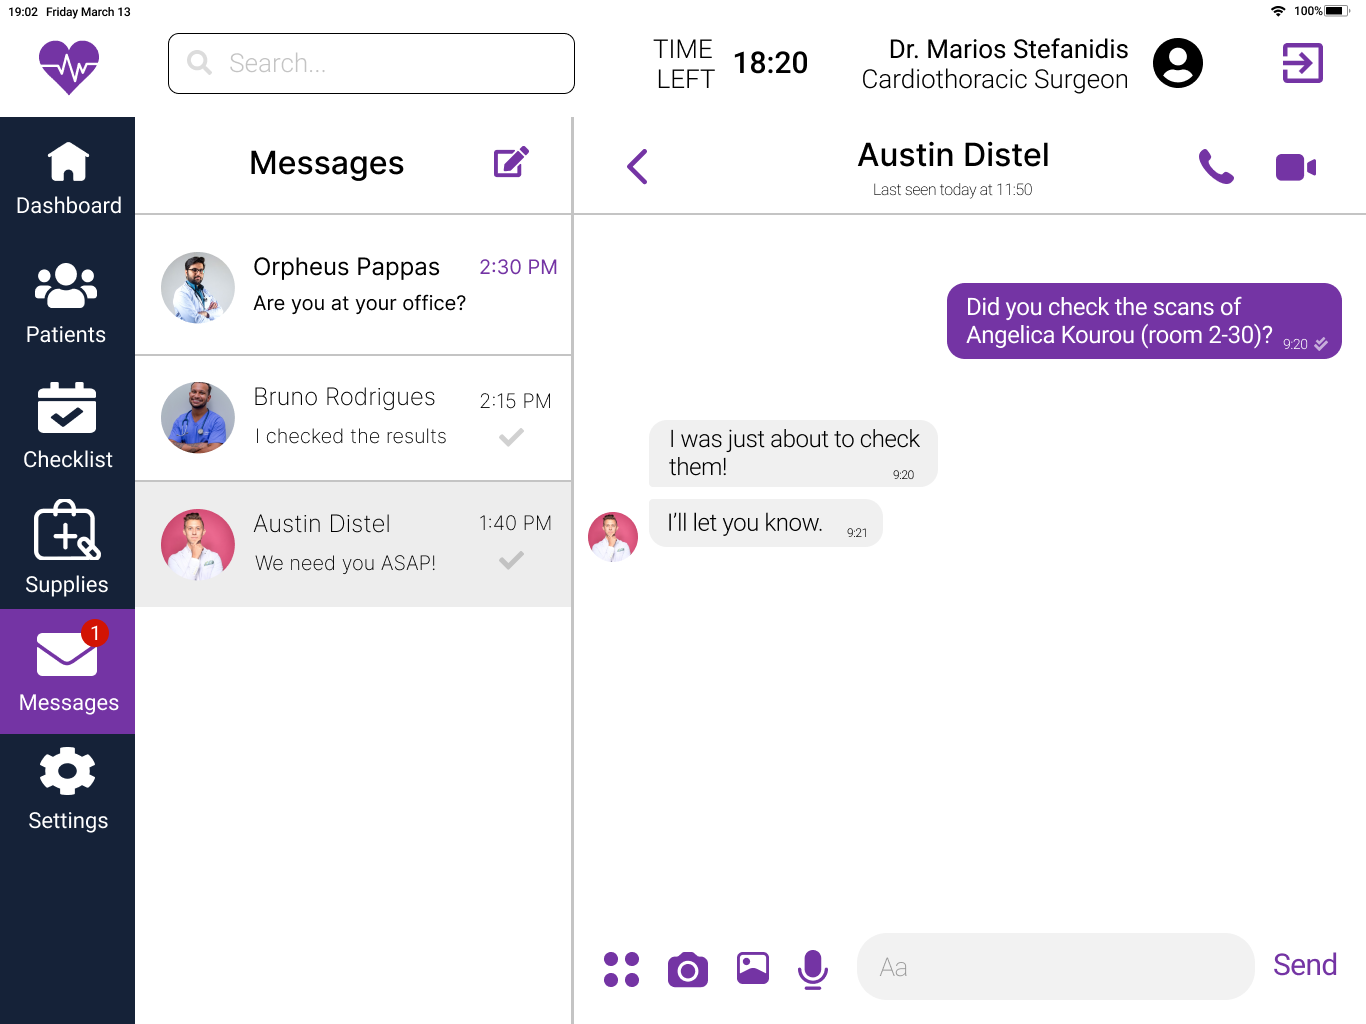 19:02 Friday March 13
100%
Search...
TIME
LEFT
18:20
Dr. Marios Stefanidis
Cardiothoracic Surgeon
Dashboard
Patients
Checklist
Supplies
1
Messages
Settings
Messages
Orpheus Pappas 2:30 PM
Are you at your office?
Bruno Rodrigues 2:15 PM
I checked the results
Austin Distel 1:40 PM
We need you ASAP!
Austin Distel
Last seen today at 11:50
Did you check the scans of
Angelica Kourou (room 2-30)? 9:20
I was just about to check
them! 9:20
I’ll let you know. 9:21
Aa
Send